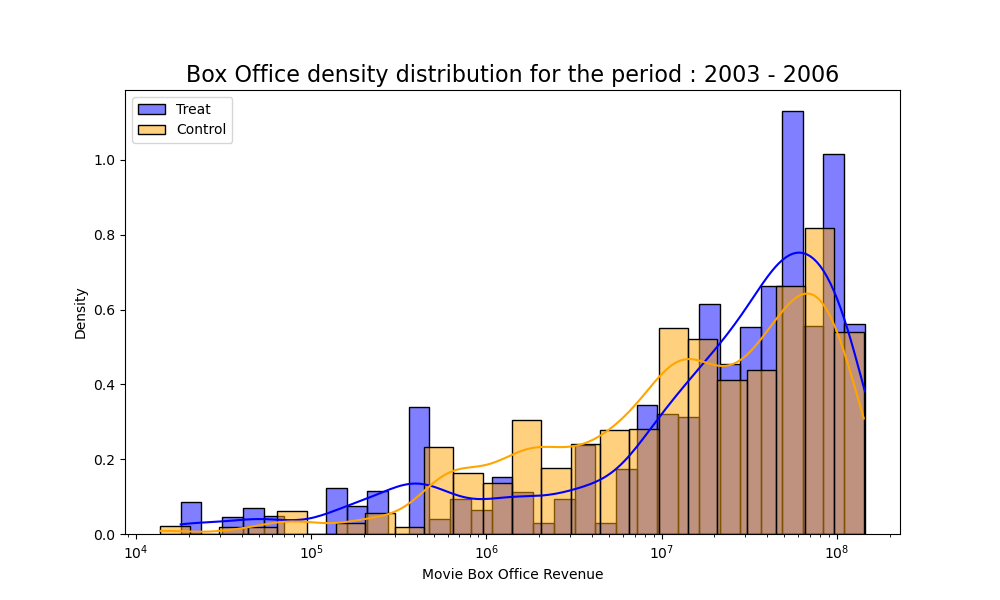 Box Office density distribution for the period : 2003 - 2006
Treat
Control
1.0
0.8
0.6
0.4
0.2
0.0
Density
10⁴ 10⁵ 10⁶ 10⁷ 10⁸
Movie Box Office Revenue